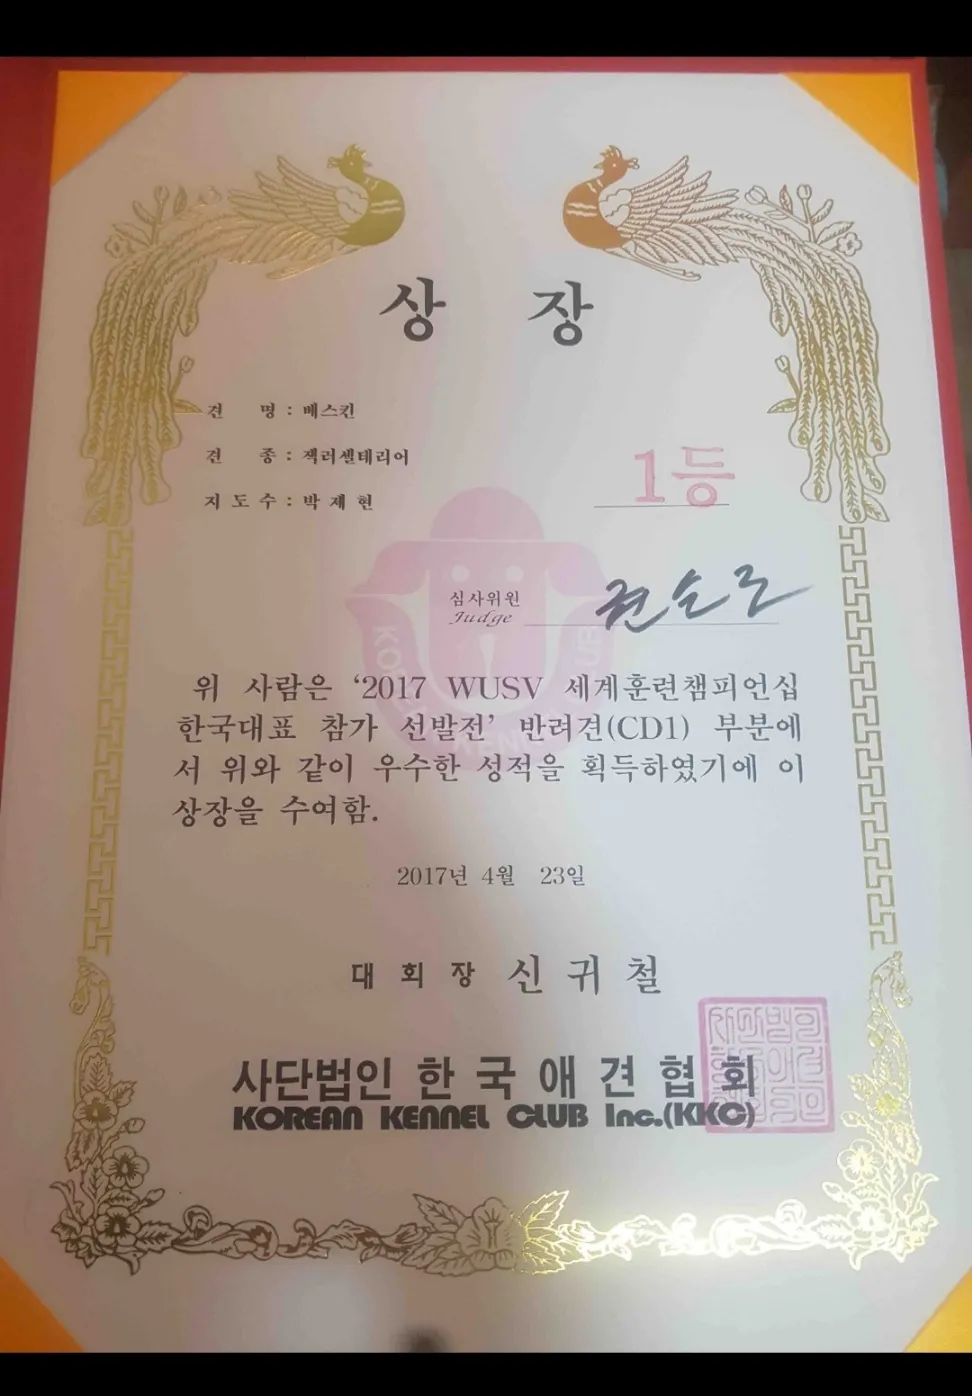 상 장
견 명 : 베스킨
견 종 : 잭러셀테리어
지 도 수 : 박 재 현
1등
심사위원
Judge
위 사람은 ‘2017 WUSV 세계훈련챔피언십
한국대표 참가 선발전’ 반려견(CD1) 부분에
서 위와 같이 우수한 성적을 획득하였기에 이
상장을 수여함.
2017년 4월 23일
대 회 장 신 귀 철
사단법인 한 국 애 견 협 회
KOREAN KENNEL CLUB Inc.(KKC)